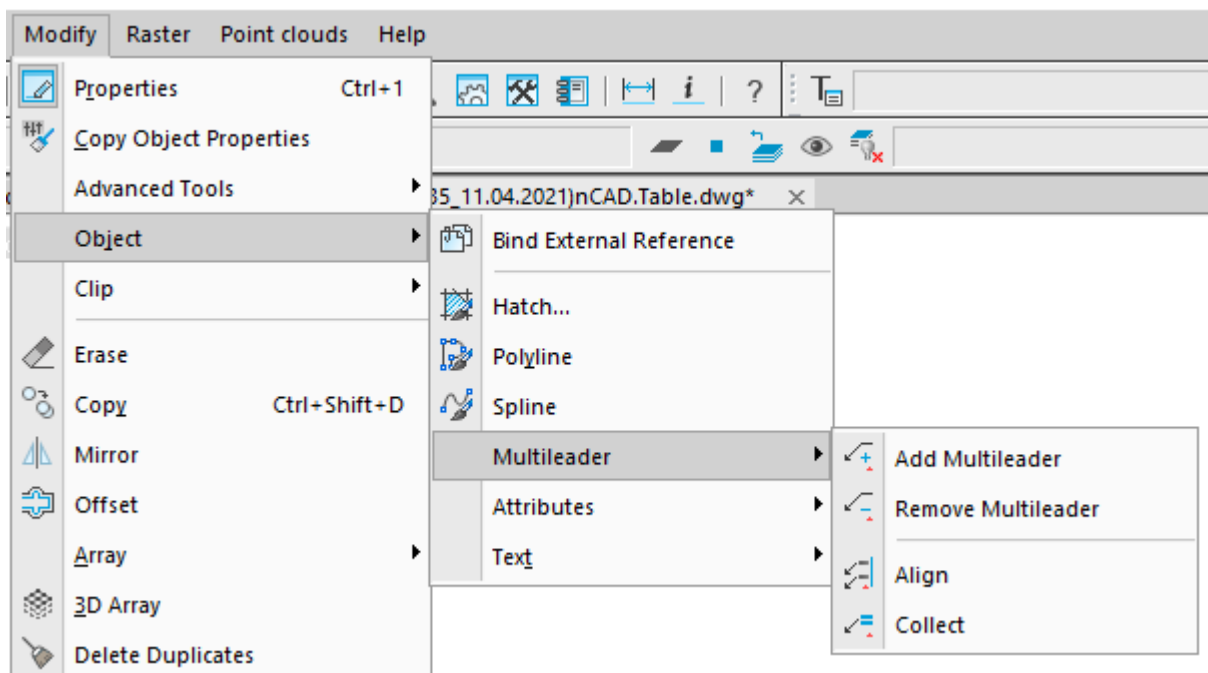 Modify Raster Point clouds Help
Properties Ctrl+1
Copy Object Properties
Advanced Tools
35_11.04.2021)nCAD.Table.dwg*
Object
Bind External Reference
Clip
Hatch...
Erase
Polyline
Copy Ctrl+Shift+D
Spline
Mirror
Multileader
Add Multileader
Offset
Attributes
Remove Multileader
Array
Text
Align
3D Array
Collect
Delete Duplicates